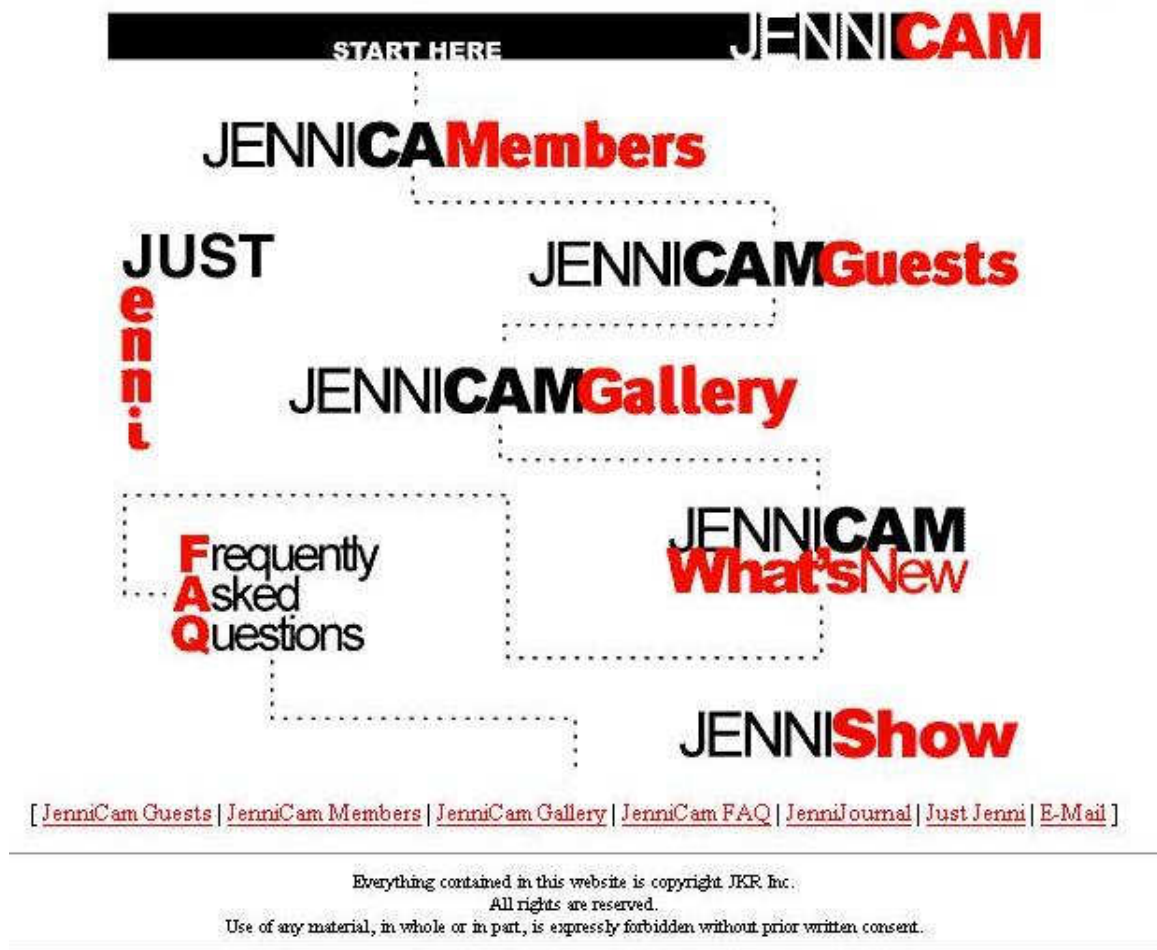 START HERE JENNICAM
JENNICAMembers
JUST
Jenni
JENNICAMGuests
JENNICAMGallery
JENNICAM
What'sNew
Frequently
Asked
Questions
JENNIShow
[ JenniCam Guests | JenniCam Members | JenniCam Gallery | JenniCam FAQ | JenniJournal | Just Jenni | E-Mail ]
Everything contained in this website is copyright JKR Inc.
All rights are reserved.
Use of any material, in whole or in part, is expressly forbidden without prior written consent.